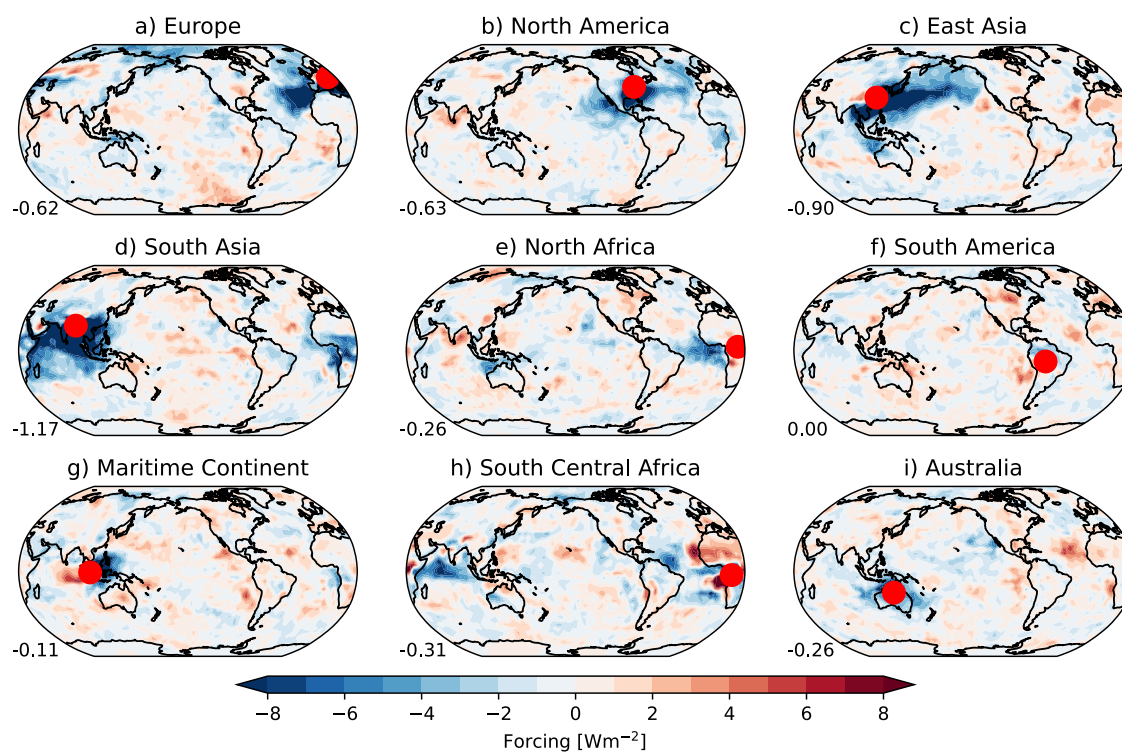 a) Europe
b) North America
c) East Asia
-0.62
-0.63
-0.90
d) South Asia
e) North Africa
f) South America
-1.17
-0.26
0.00
g) Maritime Continent
h) South Central Africa
i) Australia
-0.11
-0.31
-0.26
−8 −6 −4 −2 0 2 4 6 8
Forcing [Wm⁻²]